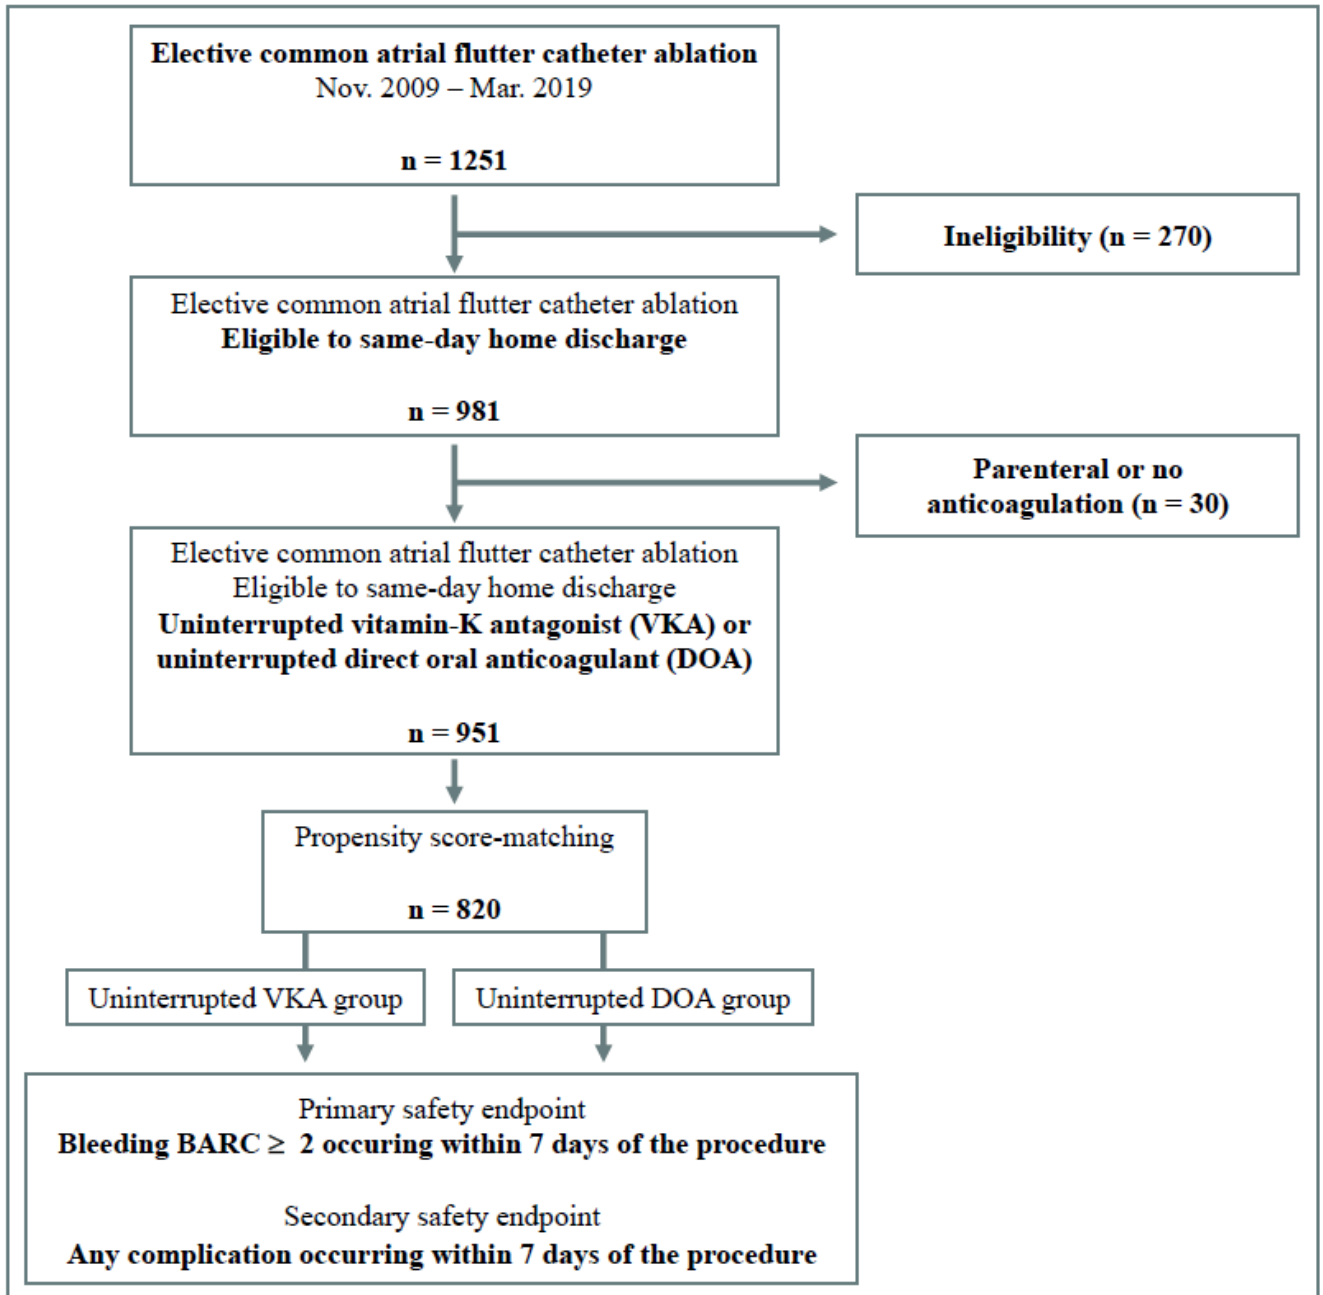 Elective common atrial flutter catheter ablation
Nov. 2009 – Mar. 2019
n = 1251
Ineligibility (n = 270)
Elective common atrial flutter catheter ablation
Eligible to same-day home discharge
n = 981
Parenteral or no
anticoagulation (n = 30)
Elective common atrial flutter catheter ablation
Eligible to same-day home discharge
Uninterrupted vitamin-K antagonist (VKA) or
uninterrupted direct oral anticoagulant (DOA)
n = 951
Propensity score-matching
n = 820
Uninterrupted VKA group
Uninterrupted DOA group
Primary safety endpoint
Bleeding BARC ≥ 2 occuring within 7 days of the procedure
Secondary safety endpoint
Any complication occurring within 7 days of the procedure